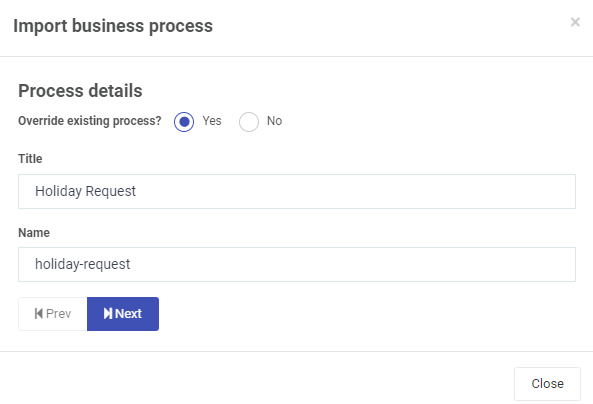 Import business process ×
Process details
Override existing process? Yes No
Title
Holiday Request
Name
holiday-request
Prev Next
Close